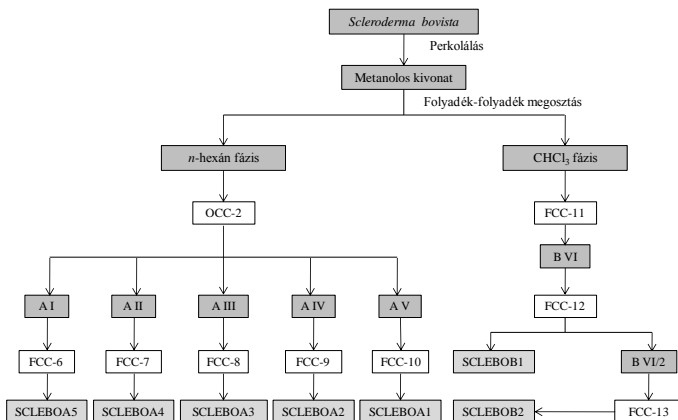 Scleroderma bovista
Perkolálás
Metanolos kivonat
Folyadék-folyadék megosztás
n-hexán fázis
CHCl3 fázis
OCC-2
FCC-11
B VI
A I
A II
A III
A IV
A V
FCC-12
FCC-6
FCC-7
FCC-8
FCC-9
FCC-10
SCLEBOB1
B VI/2
SCLEBOA5
SCLEBOA4
SCLEBOA3
SCLEBOA2
SCLEBOA1
SCLEBOB2
FCC-13